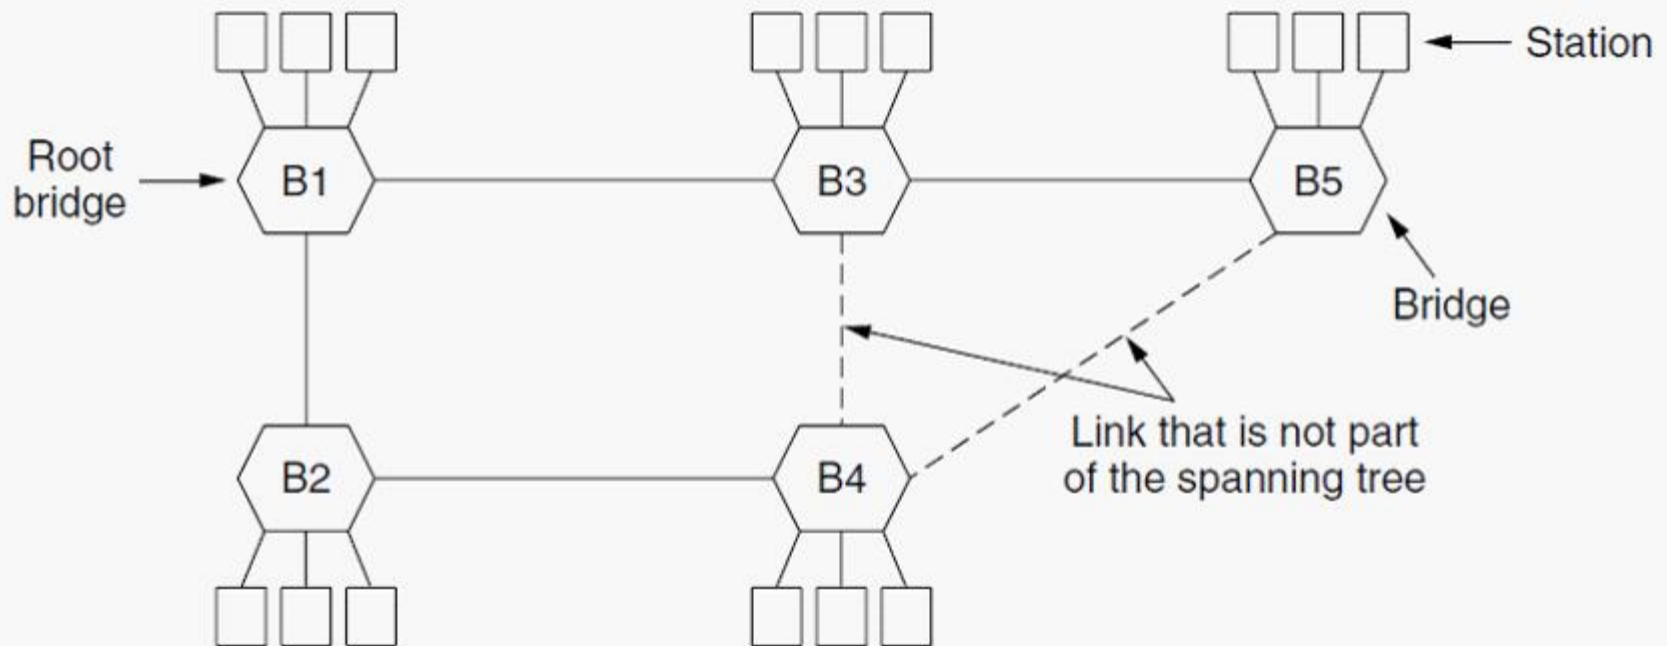 Station
Root
bridge
B1
B3
B5
Bridge
Link that is not part
of the spanning tree
B2
B4